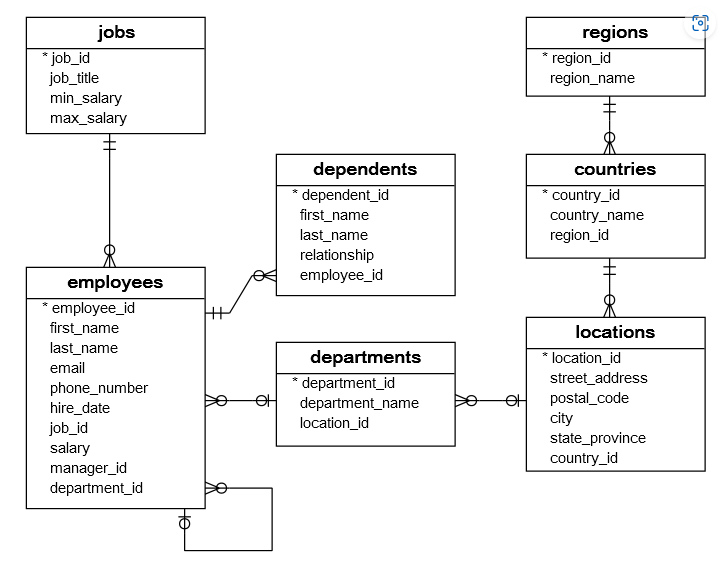 jobs
* job_id
job_title
min_salary
max_salary
regions
* region_id
region_name
dependents
* dependent_id
first_name
last_name
relationship
employee_id
countries
* country_id
country_name
region_id
employees
* employee_id
first_name
last_name
email
phone_number
hire_date
job_id
salary
manager_id
department_id
departments
* department_id
department_name
location_id
locations
* location_id
street_address
postal_code
city
state_province
country_id